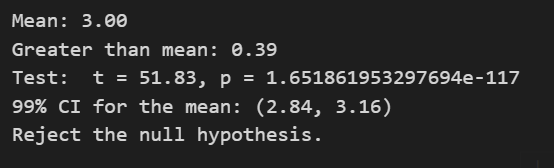 Mean: 3.00
Greater than mean: 0.39
Test:  t = 51.83, p = 1.651861953297694e-117
99% CI for the mean: (2.84, 3.16)
Reject the null hypothesis.